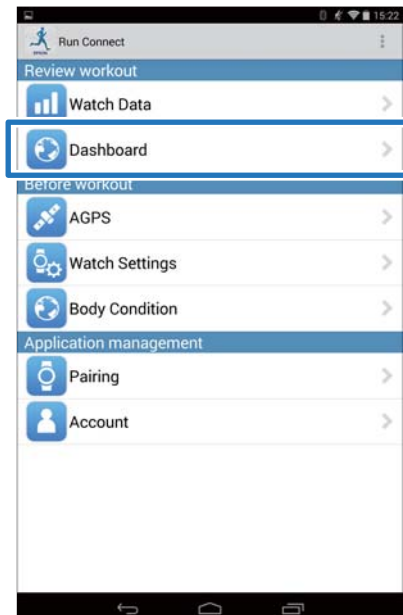 15:22
Run Connect
Review workout
Watch Data
Dashboard
Before workout
AGPS
Watch Settings
Body Condition
Application management
Pairing
Account